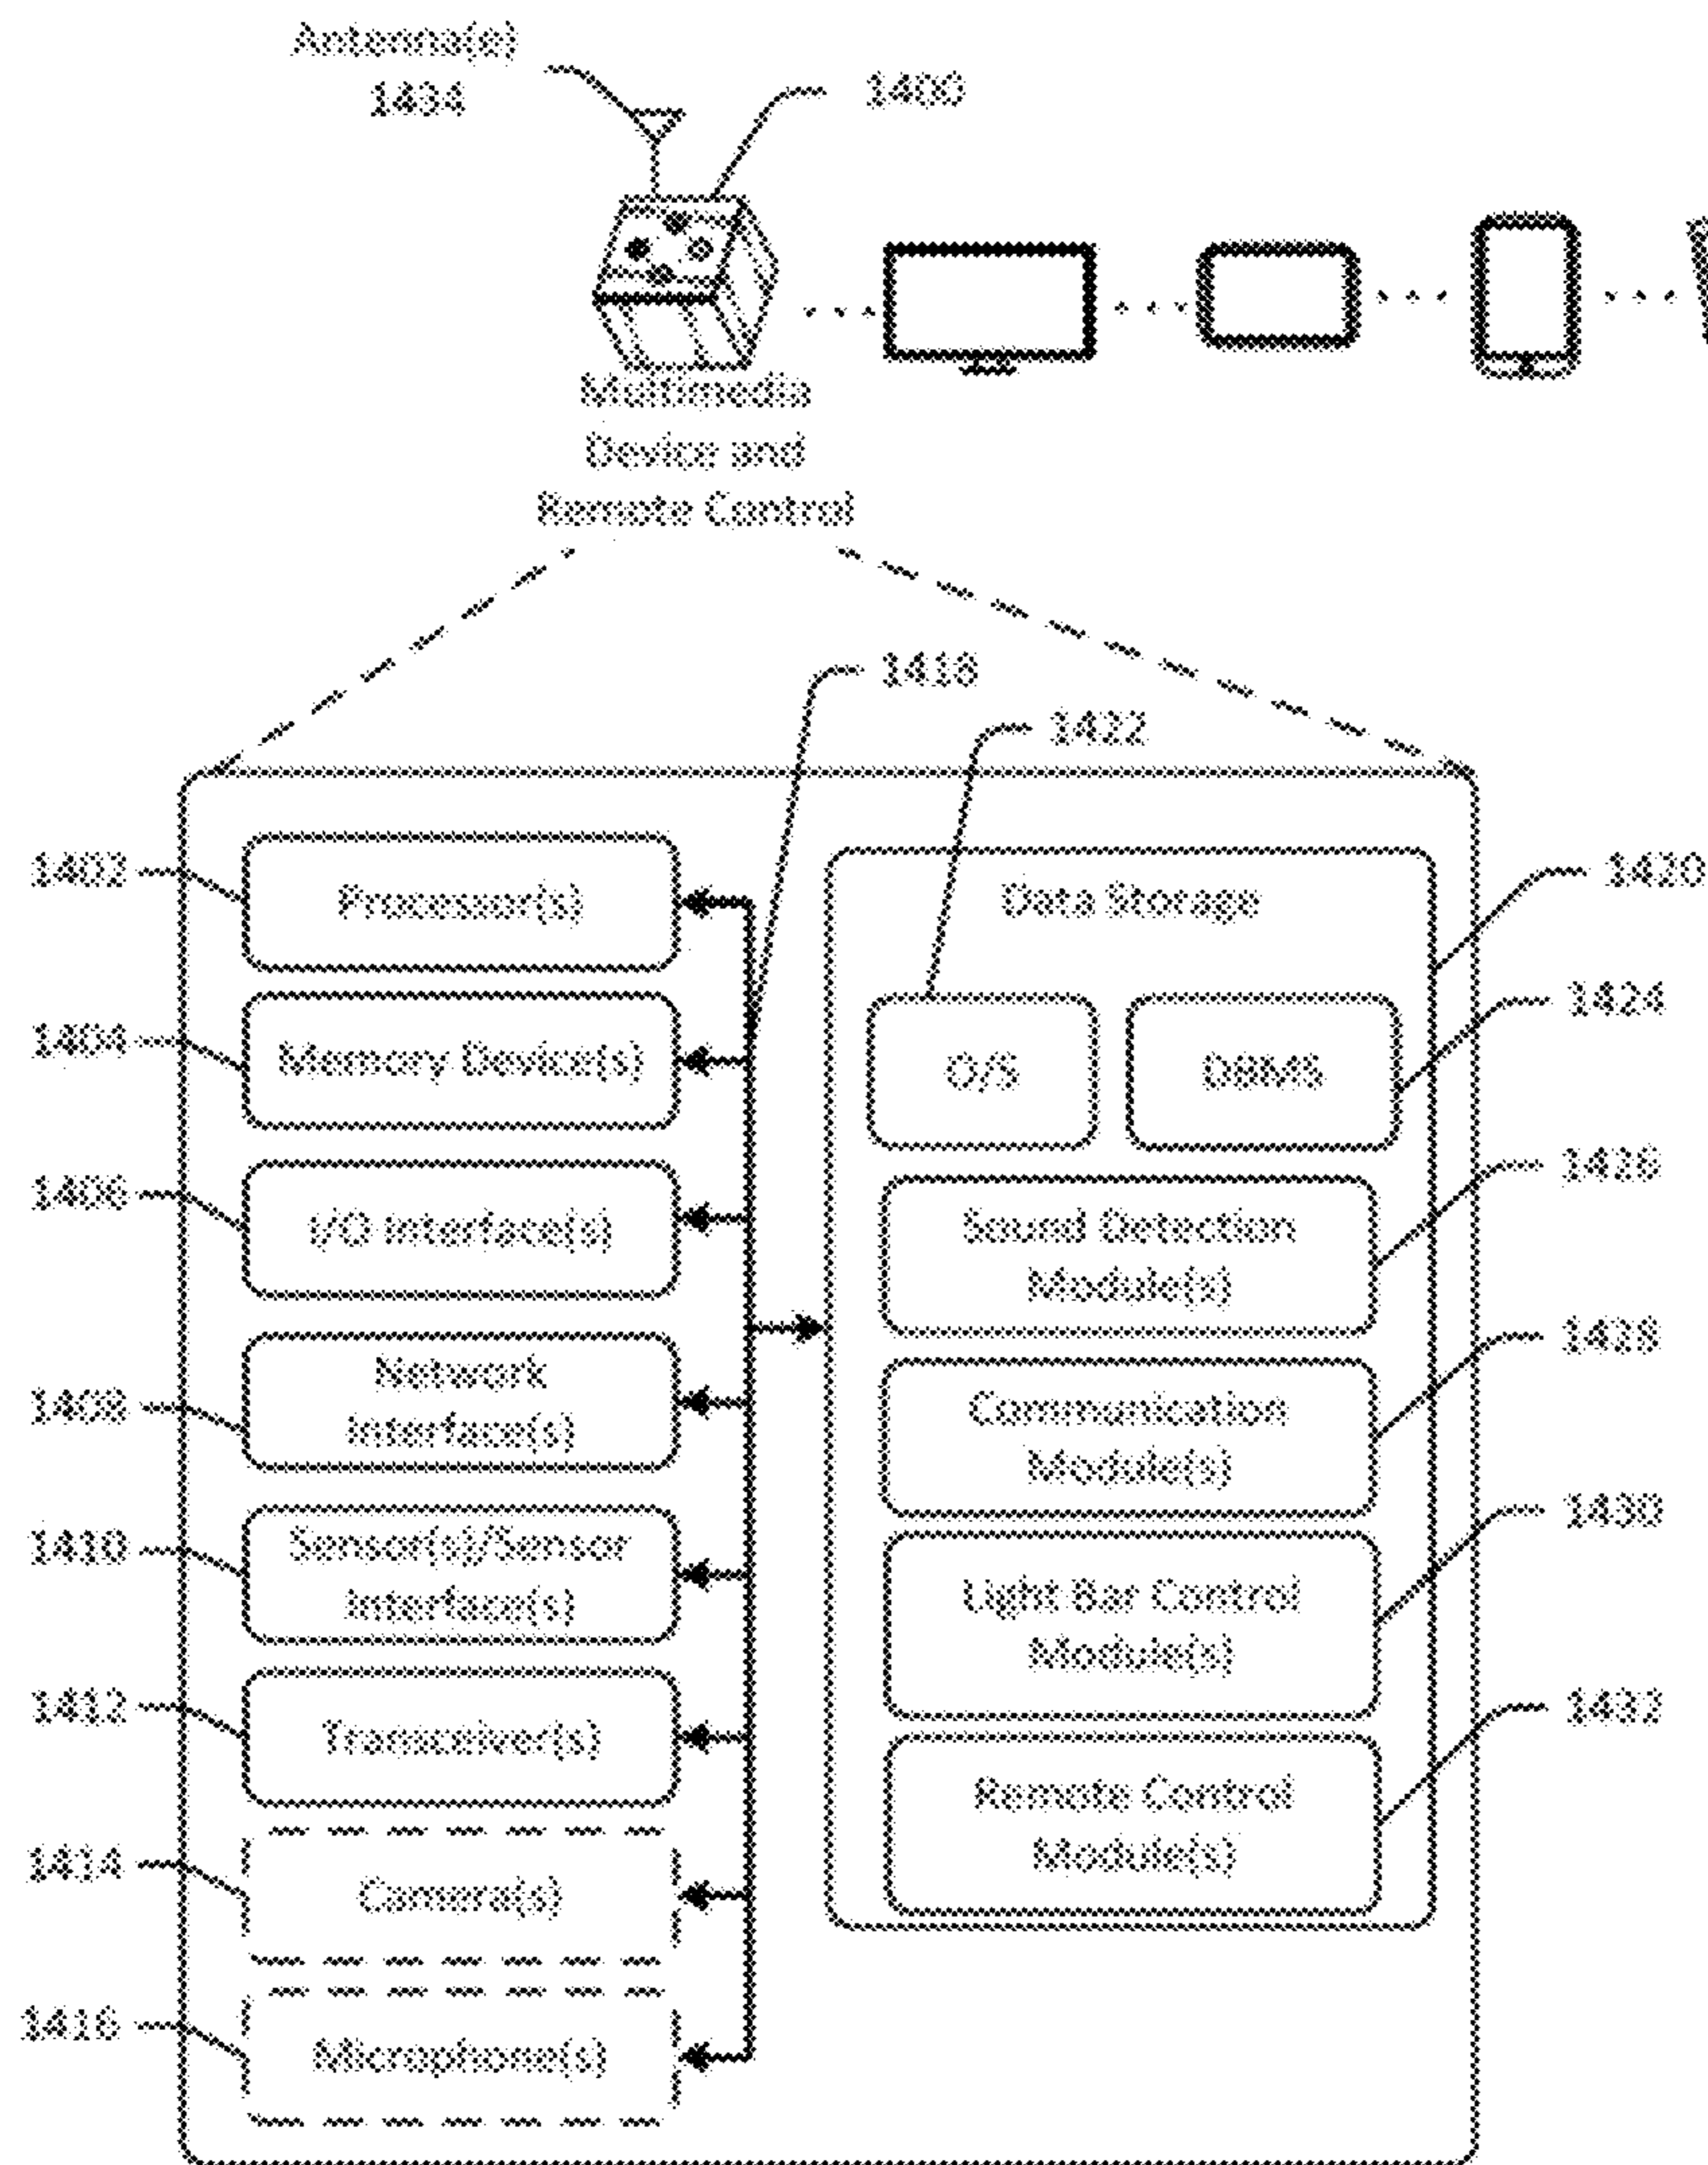 Antenna(e)
1434
1400
Multimedia
Device and
Remote Control
1418
1422
1402
Processor(s)
Data Storage
1420
1404
Memory Device(s)
O/S
DBMS
1424
1406
I/O Interface(s)
Sound Detection
Module(s)
1426
1408
Network
Interface(s)
Communication
Module(s)
1428
1410
Sensor(s)/Sensor
Interface(s)
Light Bar Control
Module(s)
1430
1412
Transceiver(s)
Remote Control
Module(s)
1432
1414
Camera(s)
1416
Microphone(s)